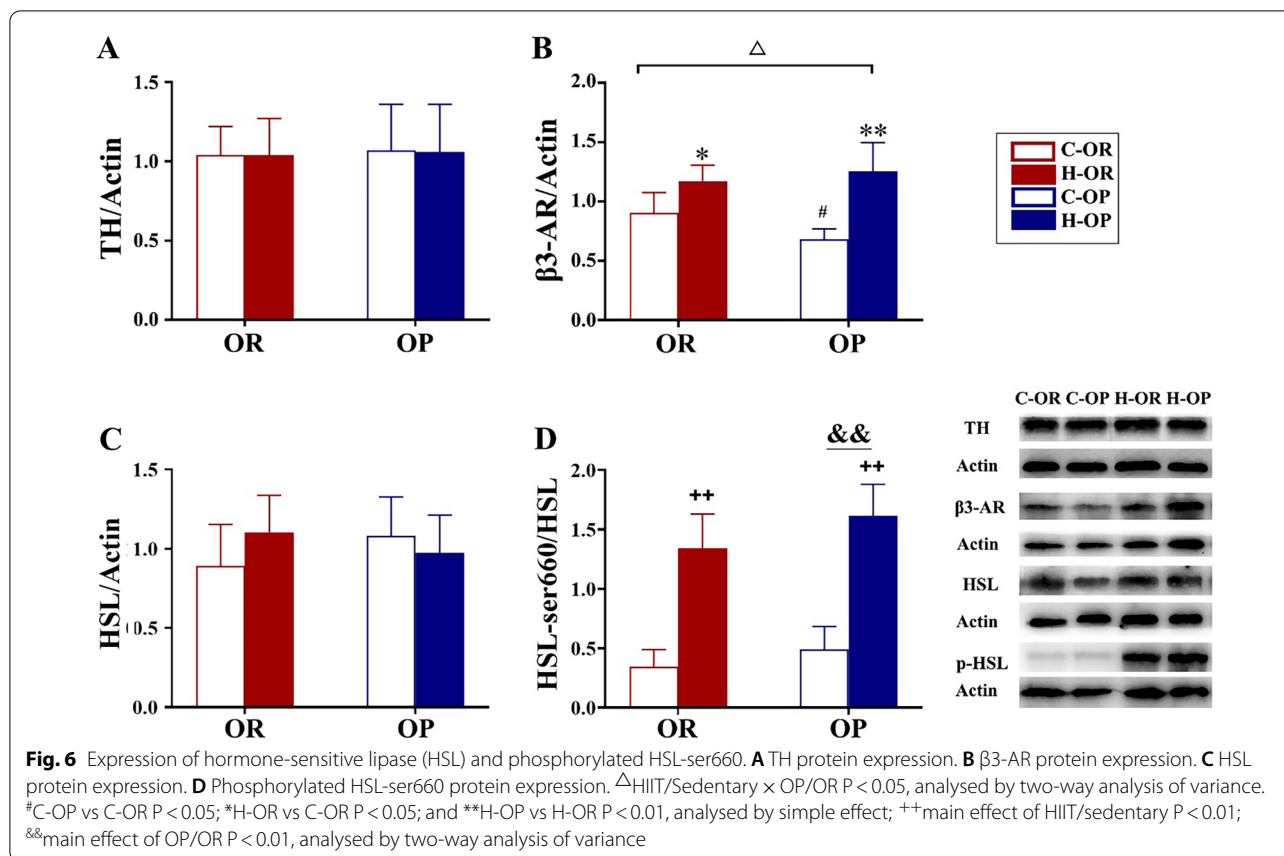 A
TH/Actin
1.5
1.0
0.5
0.0
OR OP
B
△
β3-AR/Actin
2.0
1.5
1.0
0.5
0.0
*
#
**
OR OP
C-OR
H-OR
C-OP
H-OP
C
HSL/Actin
1.5
1.0
0.5
0.0
OR OP
D
&&
HSL-ser660/HSL
2.0
1.5
1.0
0.5
0.0
++
++
OR OP
C-OR C-OP H-OR H-OP
TH
Actin
β3-AR
Actin
HSL
Actin
p-HSL
Actin
Fig. 6 Expression of hormone-sensitive lipase (HSL) and phosphorylated HSL-ser660. A TH protein expression. B β3-AR protein expression. C HSL
protein expression. D Phosphorylated HSL-ser660 protein expression. △HIIT/Sedentary × OP/OR P < 0.05, analysed by two-way analysis of variance.
#C-OP vs C-OR P < 0.05; *H-OR vs C-OR P < 0.05; and **H-OP vs H-OR P < 0.01, analysed by simple effect; ++main effect of HIIT/sedentary P < 0.01;
&&main effect of OP/OR P < 0.01, analysed by two-way analysis of variance